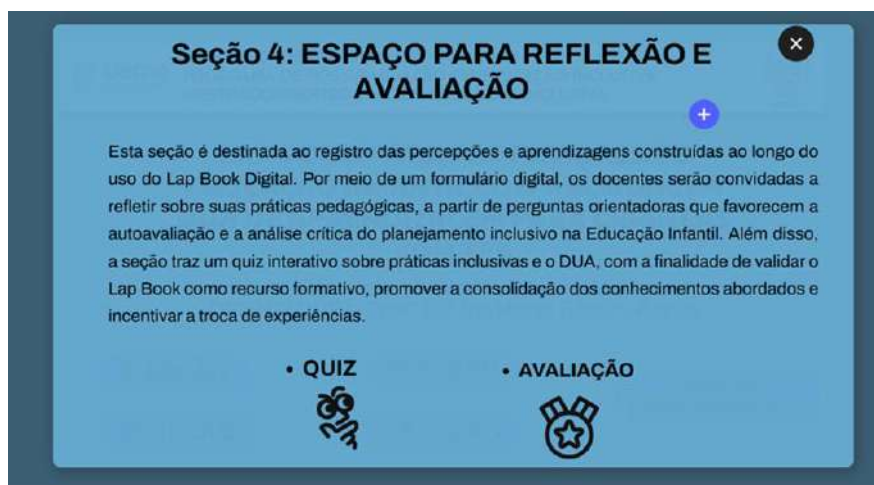 Seção 4: ESPAÇO PARA REFLEXÃO E
AVALIAÇÃO
Esta seção é destinada ao registro das percepções e aprendizagens construídas ao longo do
uso do Lap Book Digital. Por meio de um formulário digital, os docentes serão convidadas a
refletir sobre suas práticas pedagógicas, a partir de perguntas orientadoras que favorecem a
autoavaliação e a análise crítica do planejamento inclusivo na Educação Infantil. Além disso,
a seção traz um quiz interativo sobre práticas inclusivas e o DUA, com a finalidade de validar o
Lap Book como recurso formativo, promover a consolidação dos conhecimentos abordados e
incentivar a troca de experiências.
• QUIZ
• AVALIAÇÃO